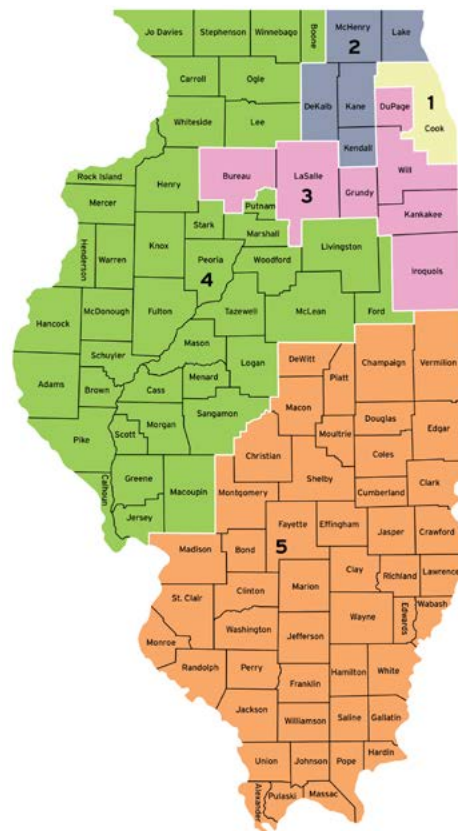 Jo Davies
Stephenson
Winnebago
Boone
McHenry
2
Lake
Carroll
Ogle
DeKalb
Kane
DuPage
1
Cook
Whiteside
Lee
Kendall
Will
Rock Island
Henry
Bureau
LaSalle
3
Grundy
Mercer
Putnam
Kankakee
Stark
Marshall
Livingston
Henderson
Warren
Knox
Peoria
4
Woodford
Iroquois
Hancock
McDonough
Fulton
Tazewell
McLean
Ford
Mason
Schuyler
Logan
DeWitt
Champaign
Vermilion
Adams
Brown
Cass
Menard
Piatt
Macon
Sangamon
Douglas
Edgar
Pike
Scott
Morgan
Moultrie
Christian
Coles
Shelby
Calhoun
Greene
Macoupin
Montgomery
Cumberland
Clark
Jersey
Fayette
Effingham
Jasper
Crawford
Madison
Bond
5
Clay
Richland
Lawrence
Clinton
Marion
St. Clair
Wayne
Edwards
Wabash
Washington
Jefferson
Monroe
Randolph
Perry
Hamilton
White
Franklin
Jackson
Williamson
Saline
Gallatin
Union
Johnson
Pope
Hardin
Alexander
Pulaski
Massac